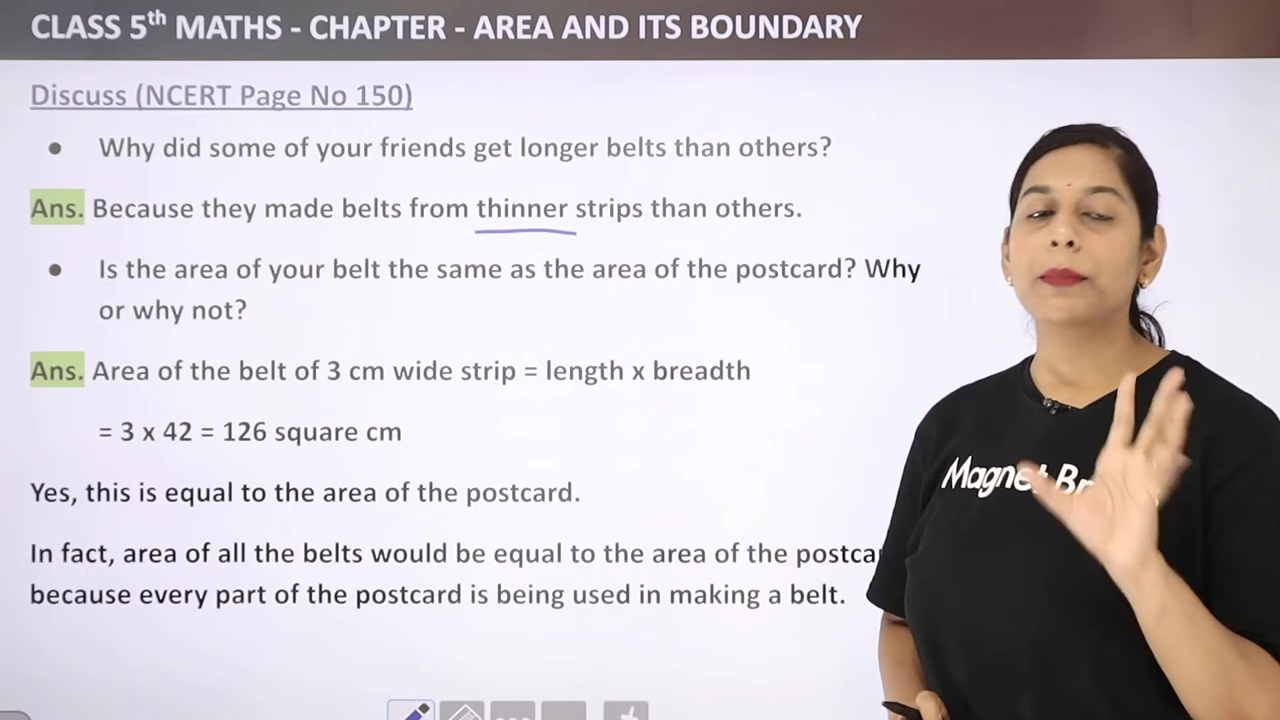 CLASS 5th MATHS - CHAPTER - AREA AND ITS BOUNDARY
Discuss (NCERT Page No 150)
• Why did some of your friends get longer belts than others?
Ans. Because they made belts from thinner strips than others.
• Is the area of your belt the same as the area of the postcard? Why
or why not?
Ans. Area of the belt of 3 cm wide strip = length x breadth
= 3 x 42 = 126 square cm
Yes, this is equal to the area of the postcard.
In fact, area of all the belts would be equal to the area of the
because every part of the postcard is being used in making a belt.